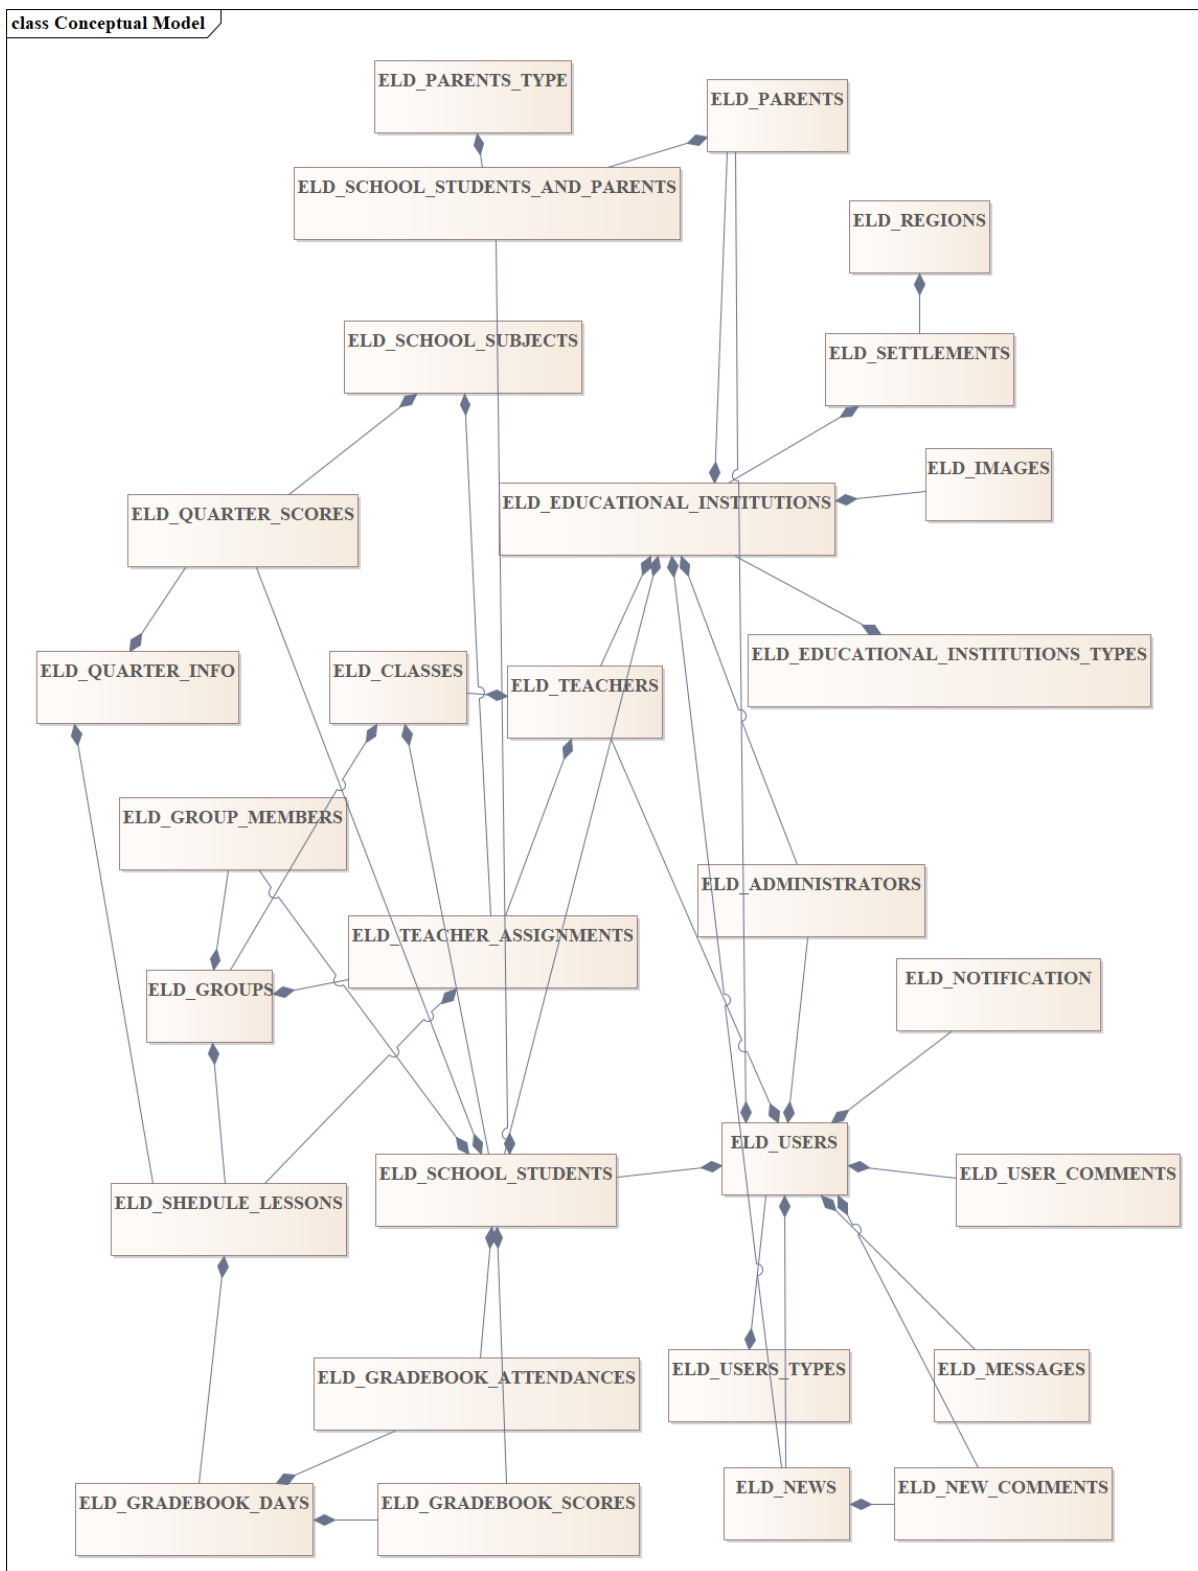 class Conceptual Model
ELD_PARENTS_TYPE
ELD_PARENTS
ELD_SCHOOL_STUDENTS_AND_PARENTS
ELD_REGIONS
ELD_SCHOOL_SUBJECTS
ELD_SETTLEMENTS
ELD_IMAGES
ELD_EDUCATIONAL_INSTITUTIONS
ELD_QUARTER_SCORES
ELD_EDUCATIONAL_INSTITUTIONS_TYPES
ELD_QUARTER_INFO
ELD_CLASSES
ELD_TEACHERS
ELD_GROUP_MEMBERS
ELD_ADMINISTRATORS
ELD_TEACHER_ASSIGNMENTS
ELD_NOTIFICATION
ELD_GROUPS
ELD_USERS
ELD_SCHOOL_STUDENTS
ELD_USER_COMMENTS
ELD_SHEDULE_LESSONS
ELD_GRADEBOOK_ATTENDANCES
ELD_USERS_TYPES
ELD_MESSAGES
ELD_GRADEBOOK_DAYS
ELD_GRADEBOOK_SCORES
ELD_NEWS
ELD_NEW_COMMENTS